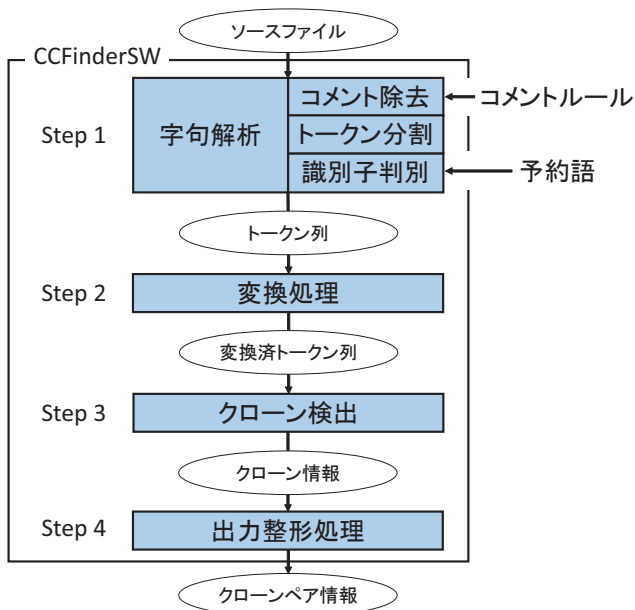 ソースファイル
CCFinderSW
Step 1
字句解析
コメント除去
トークン分割
識別子判別
コメントルール
予約語
トークン列
Step 2
変換処理
変換済トークン列
Step 3
クローン検出
クローン情報
Step 4
出力整形処理
クローンペア情報